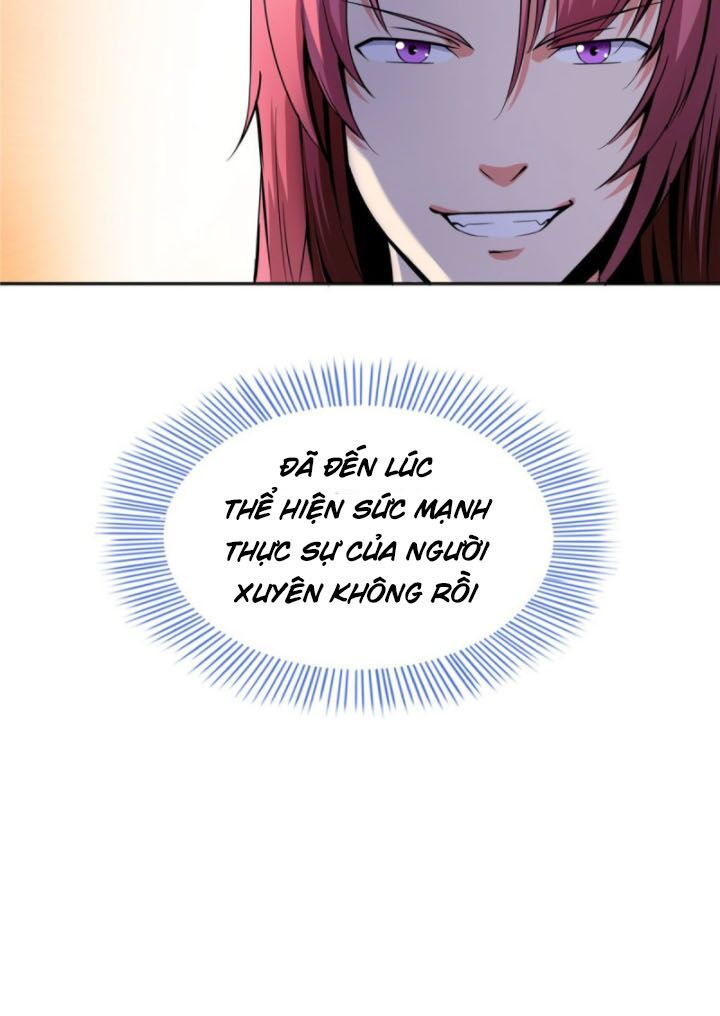 ĐÃ ĐẾN LÚC
THỂ HIỆN SỨC MẠNH
THỰC SỰ CỦA NGƯỜI
XUYÊN KHÔNG RỒI